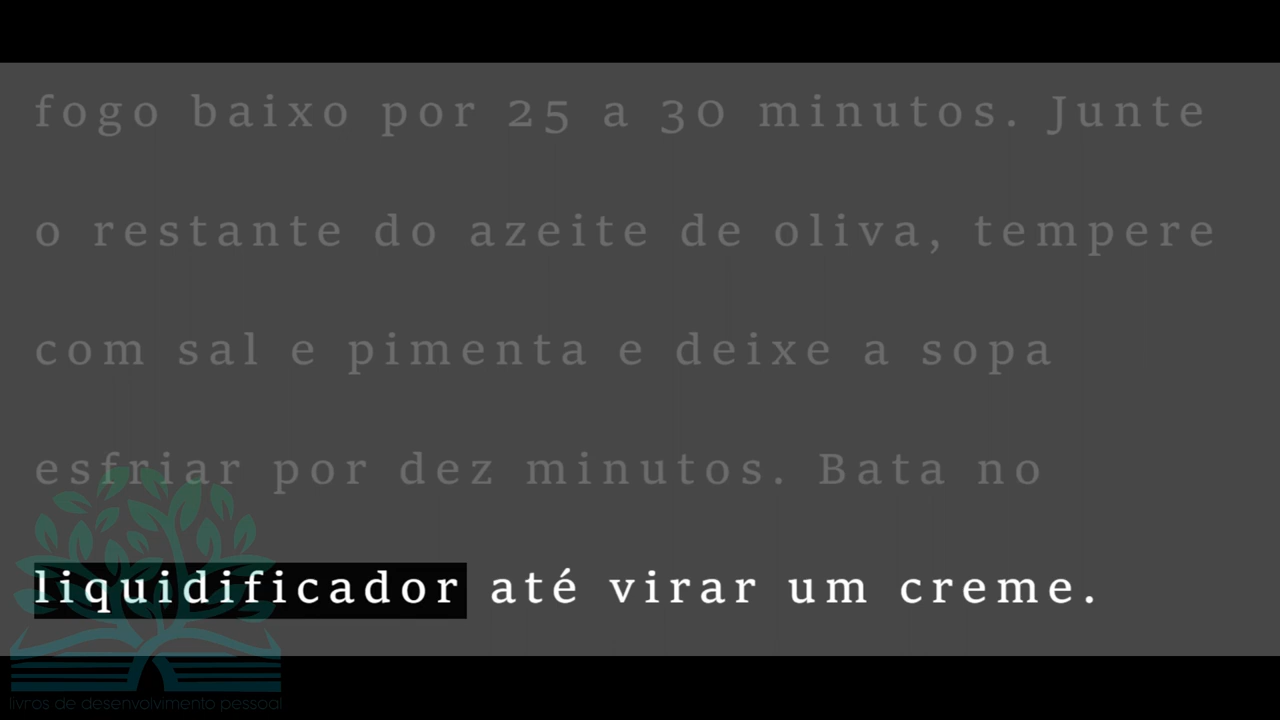 fogo baixo por 25 a 30 minutos. Junte
o restante do azeite de oliva, tempere
com sal e pimenta e deixe a sopa
esfriar por dez minutos. Bata no
liquidificador até virar um creme.
livros de desenvolvimento pessoal